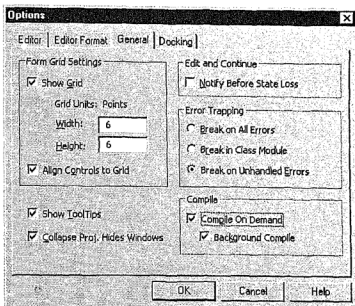 Options
Editor Editor Format General Docking
Form Grid Settings
Show Grid
Grid Units: Points
Width: 6
Height: 6
Align Controls to Grid
Show ToolTips
Collapse Proj. Hides Windows
Edit and Continue
Notify Before State Loss
Error Trapping
Break on All Errors
Break in Class Module
Break on Unhandled Errors
Compile
Compile On Demand
Background Compile
OK Cancel Help